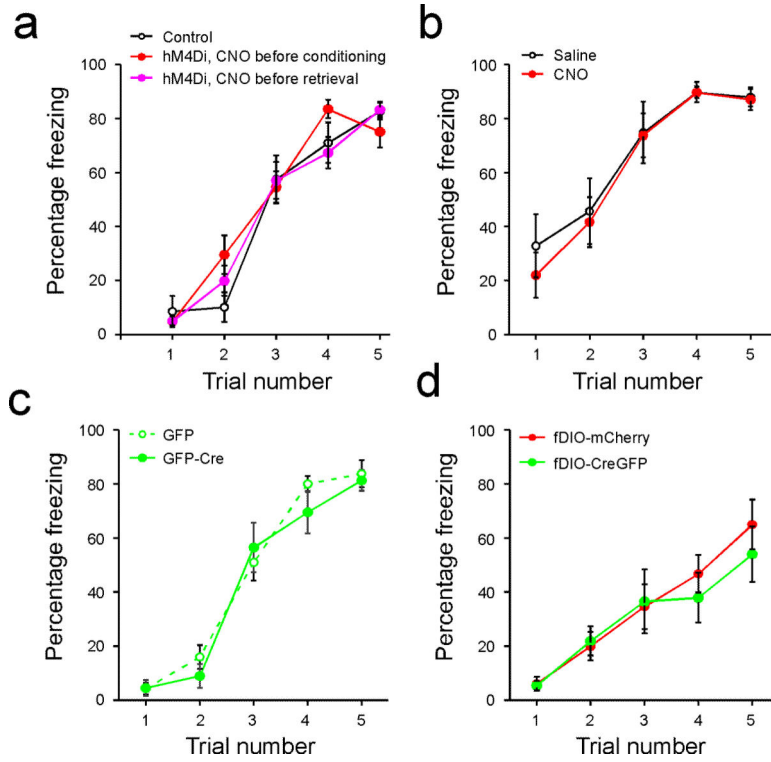 a
Control
hM4Di, CNO before conditioning
hM4Di, CNO before retrieval
Percentage freezing
100
80
60
40
20
0
1 2 3 4 5
Trial number
b
Saline
CNO
Percentage freezing
100
80
60
40
20
0
1 2 3 4 5
Trial number
c
GFP
GFP-Cre
Percentage freezing
100
80
60
40
20
0
1 2 3 4 5
Trial number
d
fDIO-mCherry
fDIO-CreGFP
Percentage freezing
100
80
60
40
20
0
1 2 3 4 5
Trial number